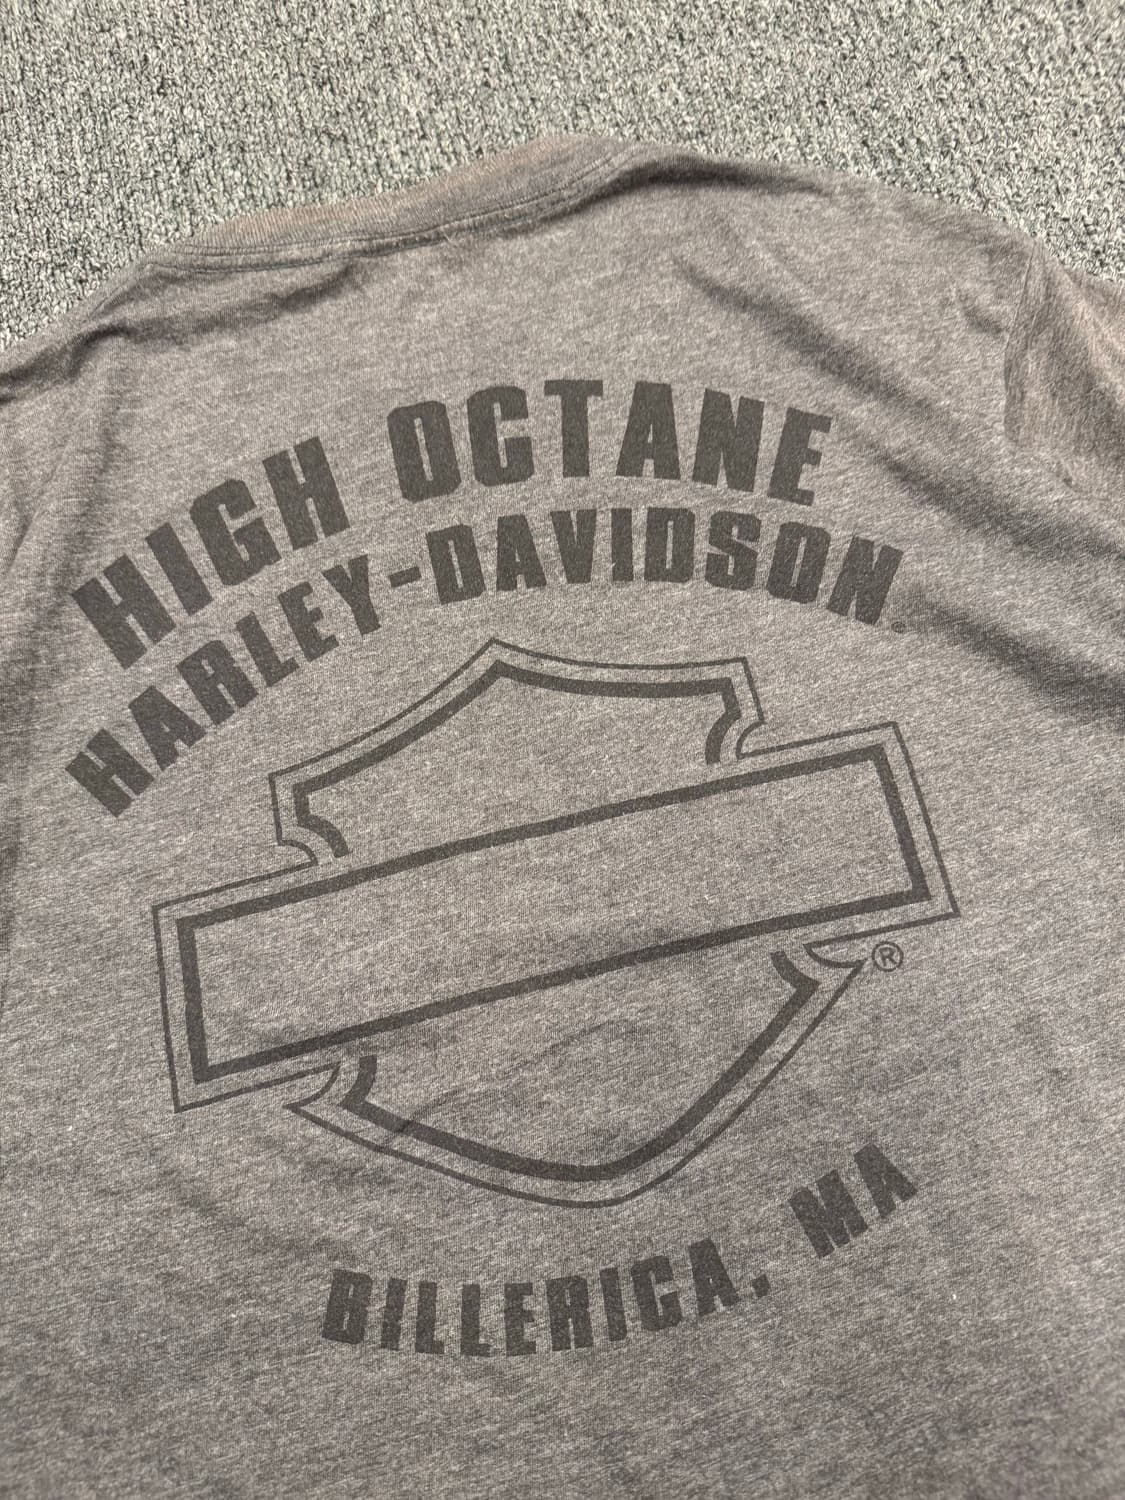 HIGH OCTANE
HARLEY-DAVIDSON®
®
BILLERICA, MA